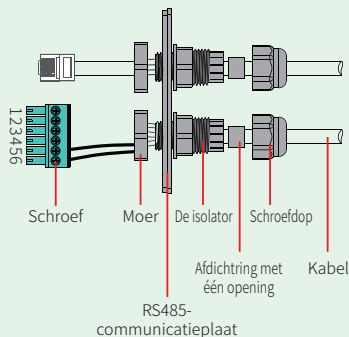 123456
Schroef
Moer
De isolator
Schroefdop
Afdichtring met
één opening
Kabel
RS485-
communicatieplaat